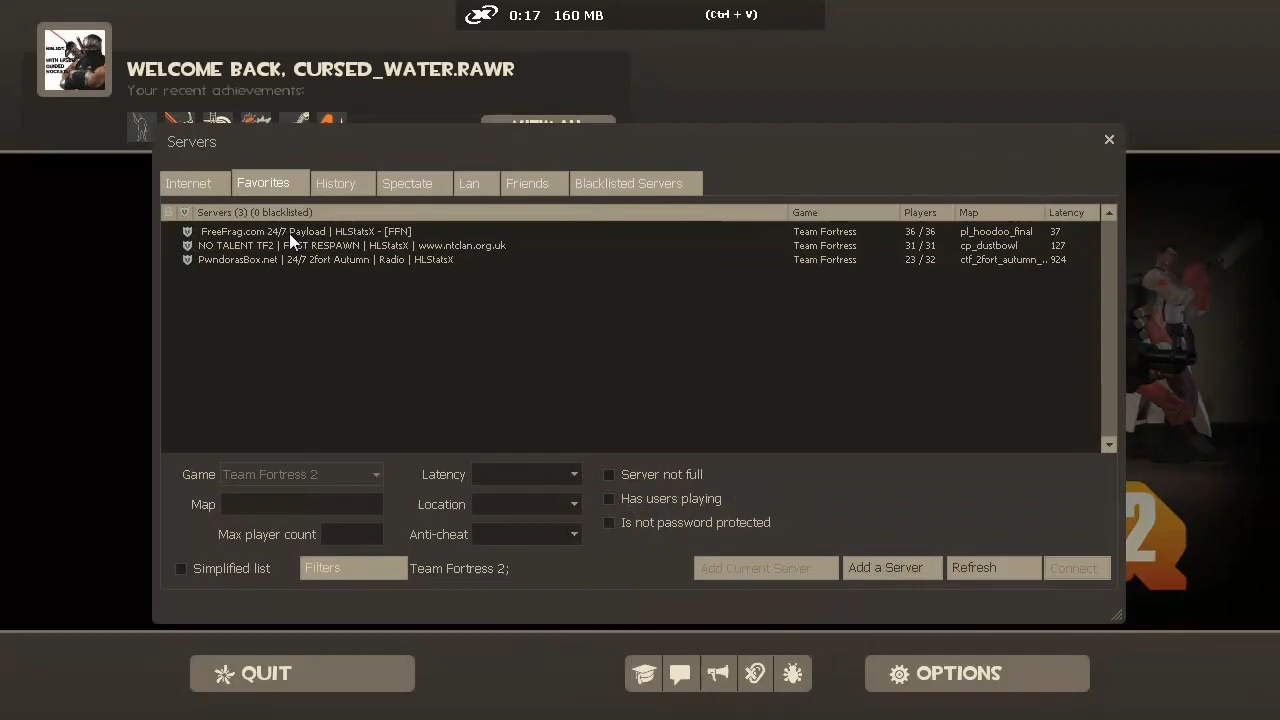 0:17 160 MB (Ctrl + V)
WELCOME BACK, CURSED_WATER.RAWR
Your recent achievements:
Servers
Internet Favorites History Spectate Lan Friends Blacklisted Servers
Servers (3) (0 blacklisted) Game Players Map Latency
FreeFrag.com 24/7 Payload | HLStatsX - [FFN] Team Fortress 36 / 36 pl_hoodoo_final 37
NO TALENT TF2 | RESPAWN | HLStatsX | www.ntclan.org.uk Team Fortress 31 / 31 cp_dustbowl 127
PwndorasBox.net | 24/7 2fort Autumn | Radio | HLStatsX Team Fortress 23 / 32 ctf_2fort_autumn_.. 924
Game Team Fortress 2 Latency Server not full
Map Location Has users playing
Max player count Anti-cheat Is not password protected
Simplified list Filters Team Fortress 2; Add Current Server Add a Server Refresh Connect
2
QUIT OPTIONS